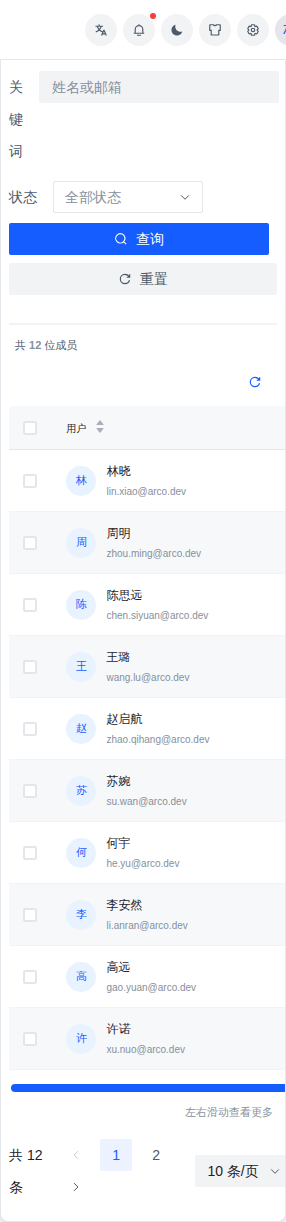 关
键
词
姓名或邮箱
状态
全部状态
查询
重置
共 12 位成员
用户
林
林晓
lin.xiao@arco.dev
周
周明
zhou.ming@arco.dev
陈
陈思远
chen.siyuan@arco.dev
王
王璐
wang.lu@arco.dev
赵
赵启航
zhao.qihang@arco.dev
苏
苏婉
su.wan@arco.dev
何
何宇
he.yu@arco.dev
李
李安然
li.anran@arco.dev
高
高远
gao.yuan@arco.dev
许
许诺
xu.nuo@arco.dev
左右滑动查看更多
共 12
条
1
2
10 条/页